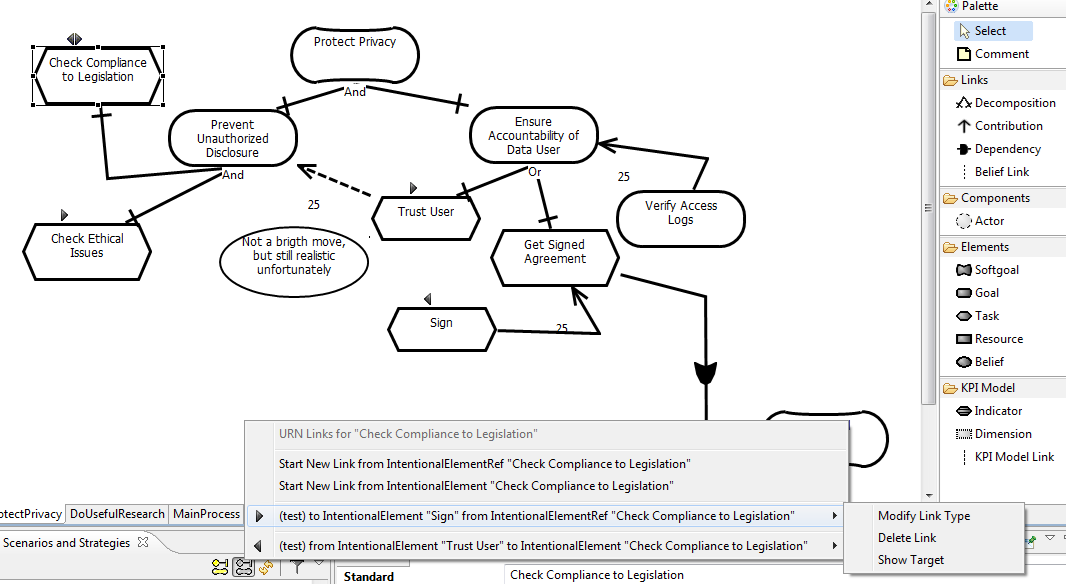 Protect Privacy
Check Compliance
to Legislation
And
Prevent
Unauthorized
Disclosure
Ensure
Accountability of
Data User
And
Or
25
25
Trust User
Verify Access
Logs
Check Ethical
Issues
Not a brigth move,
but still realistic
unfortunately
Get Signed
Agreement
Sign
25
Palette
Select
Comment
Links
Decomposition
Contribution
Dependency
Belief Link
Components
Actor
Elements
Softgoal
Goal
Task
Resource
Belief
KPI Model
Indicator
Dimension
KPI Model Link
URN Links for "Check Compliance to Legislation"
Start New Link from IntentionalElementRef "Check Compliance to Legislation"
Start New Link from IntentionalElement "Check Compliance to Legislation"
(test) to IntentionalElement "Sign" from IntentionalElementRef "Check Compliance to Legislation"
(test) from IntentionalElement "Trust User" to IntentionalElement "Check Compliance to Legislation"
Modify Link Type
Delete Link
Show Target
otectPrivacy
DoUsefulResearch
MainProcess
Scenarios and Strategies
Standard
Check Compliance to Legislation